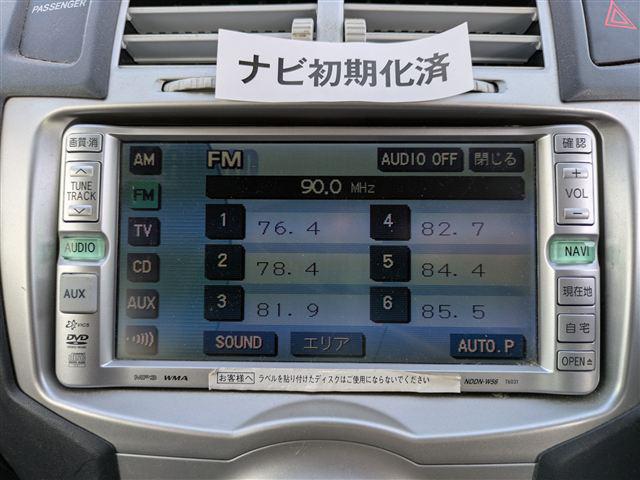 PASSENGER
ナビ初期化済
画質・消
TUNE
TRACK
AUDIO
AUX
VICS
DVD
AM
FM
TV
CD
AUX
FM
AUDIO OFF
閉じる
90.0 MHz
1 76.4
4 82.7
2 78.4
5 84.4
3 81.9
6 85.5
SOUND
エリア
AUTO.P
確認
+
VOL
−
NAVI
現在地
自宅
OPEN
MP3 WMA
お客様へ ラベルを貼り付けたディスクはご使用にならないでください
NDDN-W56 T6031